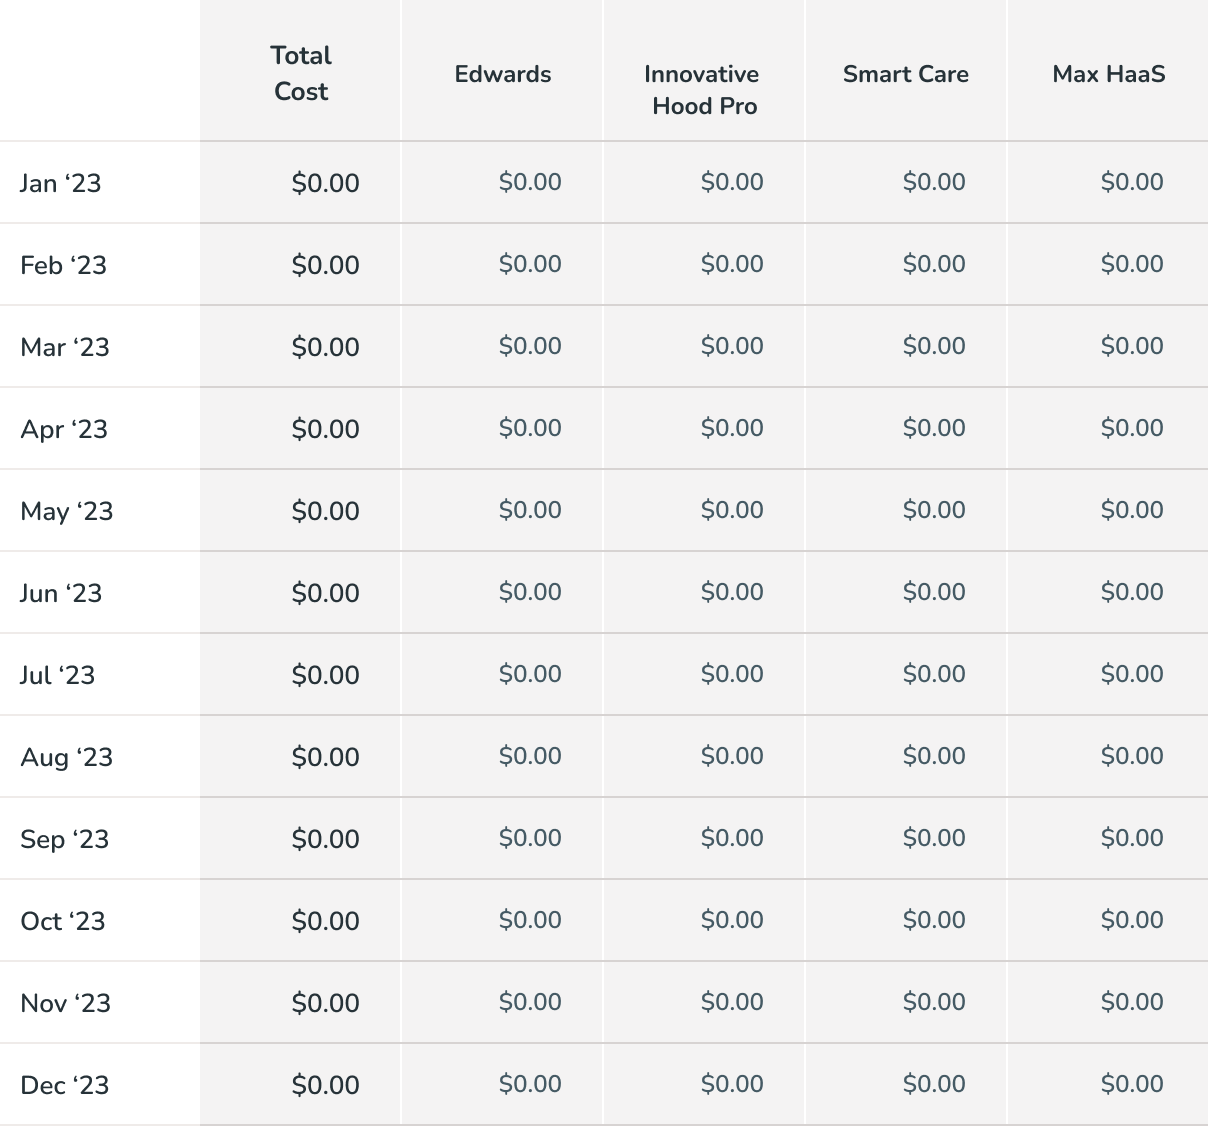 Total
Cost
Edwards
Innovative
Hood Pro
Smart Care
Max HaaS
Jan ‘23 $0.00 $0.00 $0.00 $0.00 $0.00
Feb ‘23 $0.00 $0.00 $0.00 $0.00 $0.00
Mar ‘23 $0.00 $0.00 $0.00 $0.00 $0.00
Apr ‘23 $0.00 $0.00 $0.00 $0.00 $0.00
May ‘23 $0.00 $0.00 $0.00 $0.00 $0.00
Jun ‘23 $0.00 $0.00 $0.00 $0.00 $0.00
Jul ‘23 $0.00 $0.00 $0.00 $0.00 $0.00
Aug ‘23 $0.00 $0.00 $0.00 $0.00 $0.00
Sep ‘23 $0.00 $0.00 $0.00 $0.00 $0.00
Oct ‘23 $0.00 $0.00 $0.00 $0.00 $0.00
Nov ‘23 $0.00 $0.00 $0.00 $0.00 $0.00
Dec ‘23 $0.00 $0.00 $0.00 $0.00 $0.00